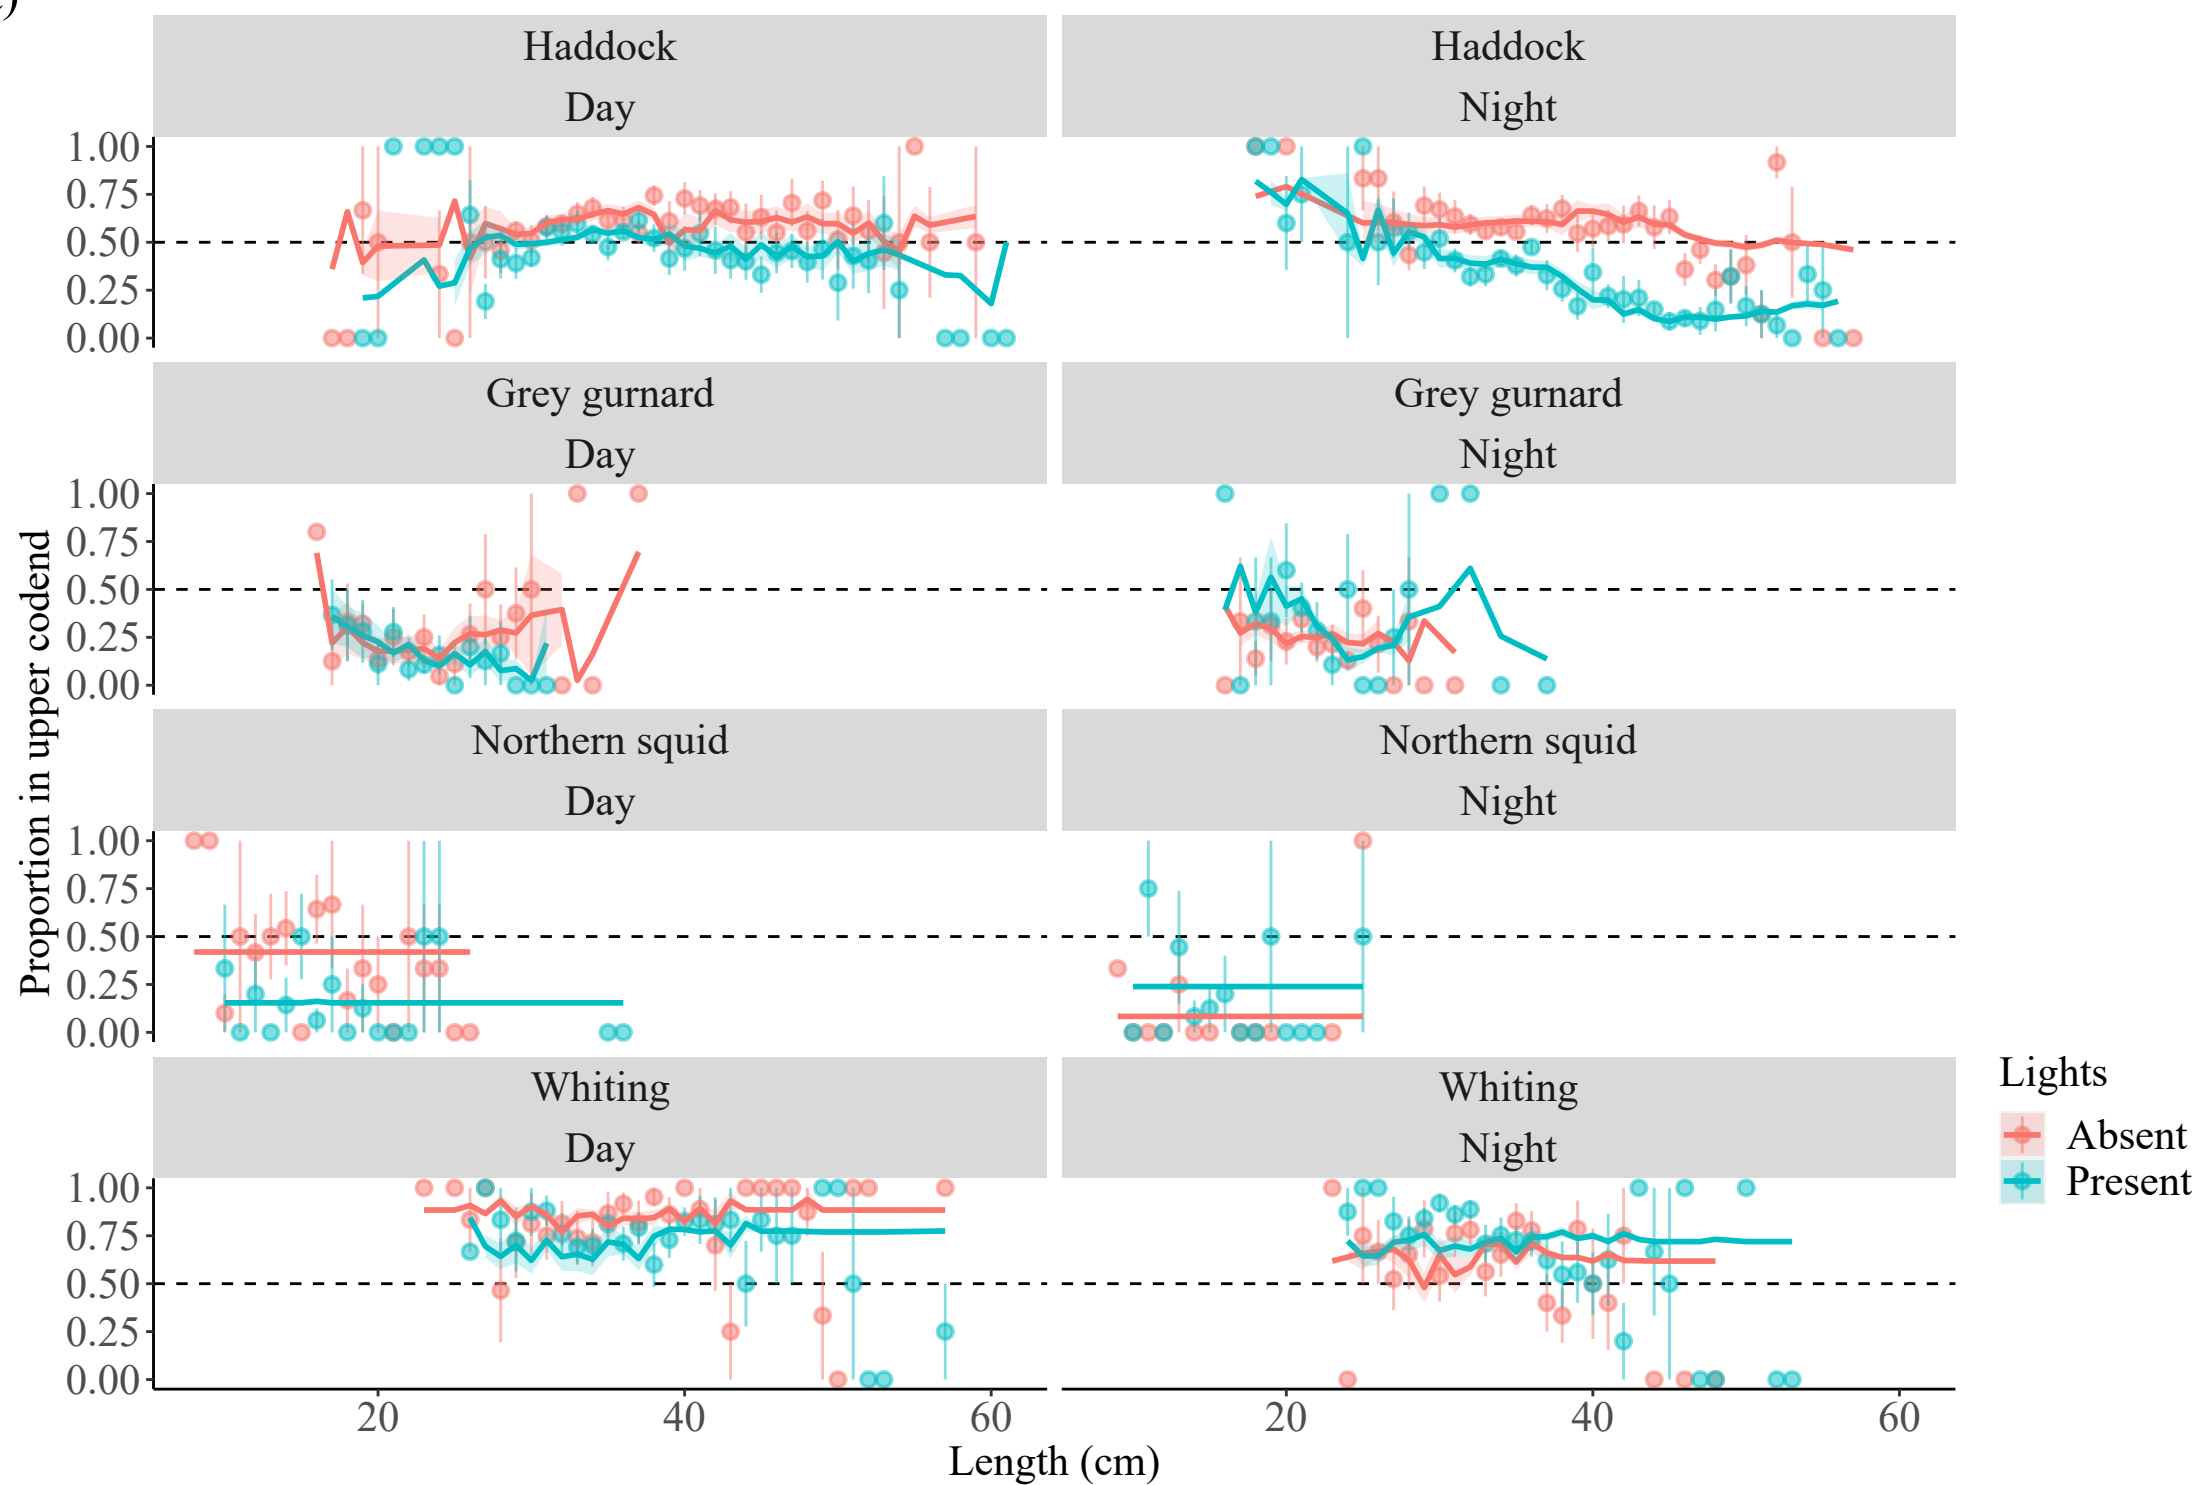 Haddock
Day
Haddock
Night
1.00
0.75
0.50
0.25
0.00
Grey gurnard
Day
Grey gurnard
Night
1.00
0.75
0.50
0.25
0.00
Northern squid
Day
Northern squid
Night
1.00
0.75
0.50
0.25
0.00
Whiting
Day
Whiting
Night
1.00
0.75
0.50
0.25
0.00
20
40
60
20
40
60
Length (cm)
Proportion in upper codend
Lights
Absent
Present